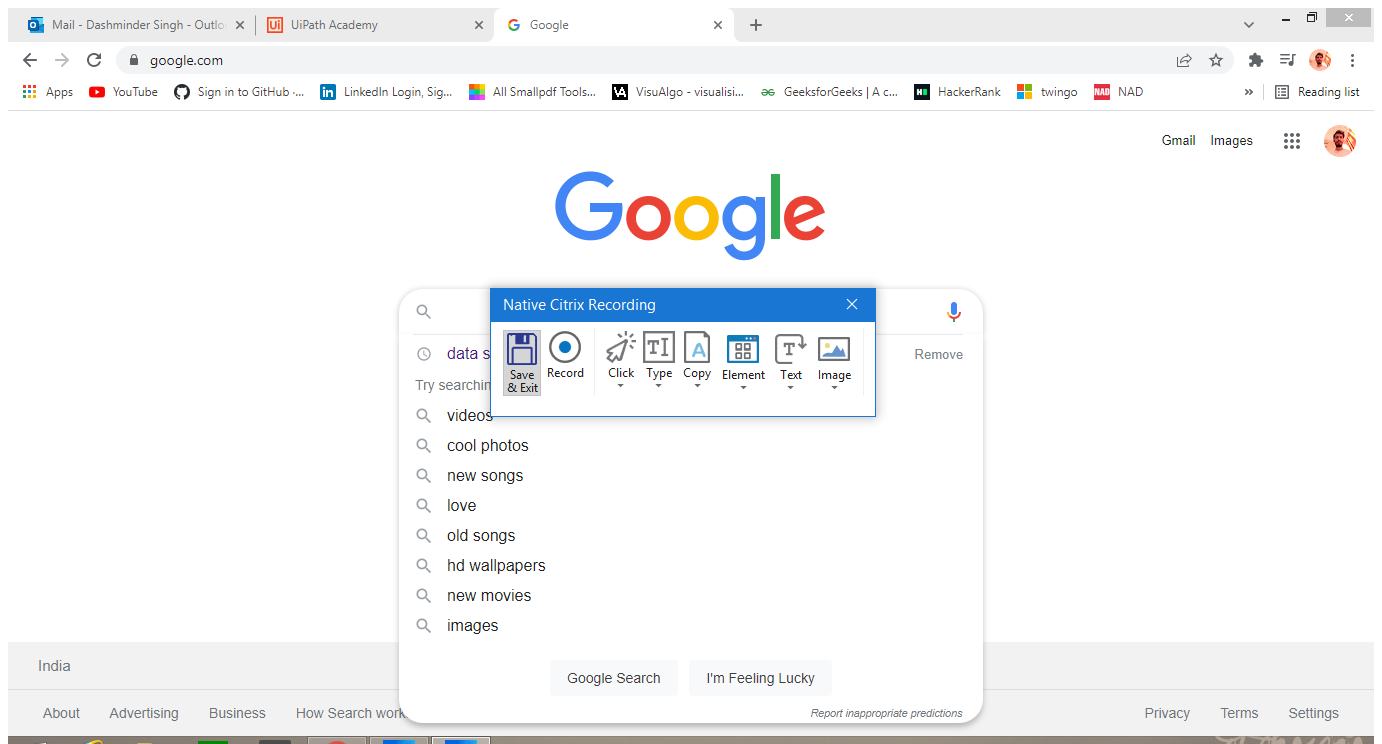 Mail - Dashminder Singh - Outlo
UiPath Academy
Google
google.com
Apps YouTube Sign in to GitHub ·... LinkedIn Login, Sig... All Smallpdf Tools... VisuAlgo - visualisi... GeeksforGeeks | A c... HackerRank twingo NAD » Reading list
Gmail Images
Google
Native Citrix Recording
Save & Exit
Record
Click
Type
Copy
Element
Text
Image
data s
Remove
Try searchin
videos
cool photos
new songs
love
old songs
hd wallpapers
new movies
images
Google Search I'm Feeling Lucky
Report inappropriate predictions
India
About Advertising Business How Search work
Privacy Terms Settings